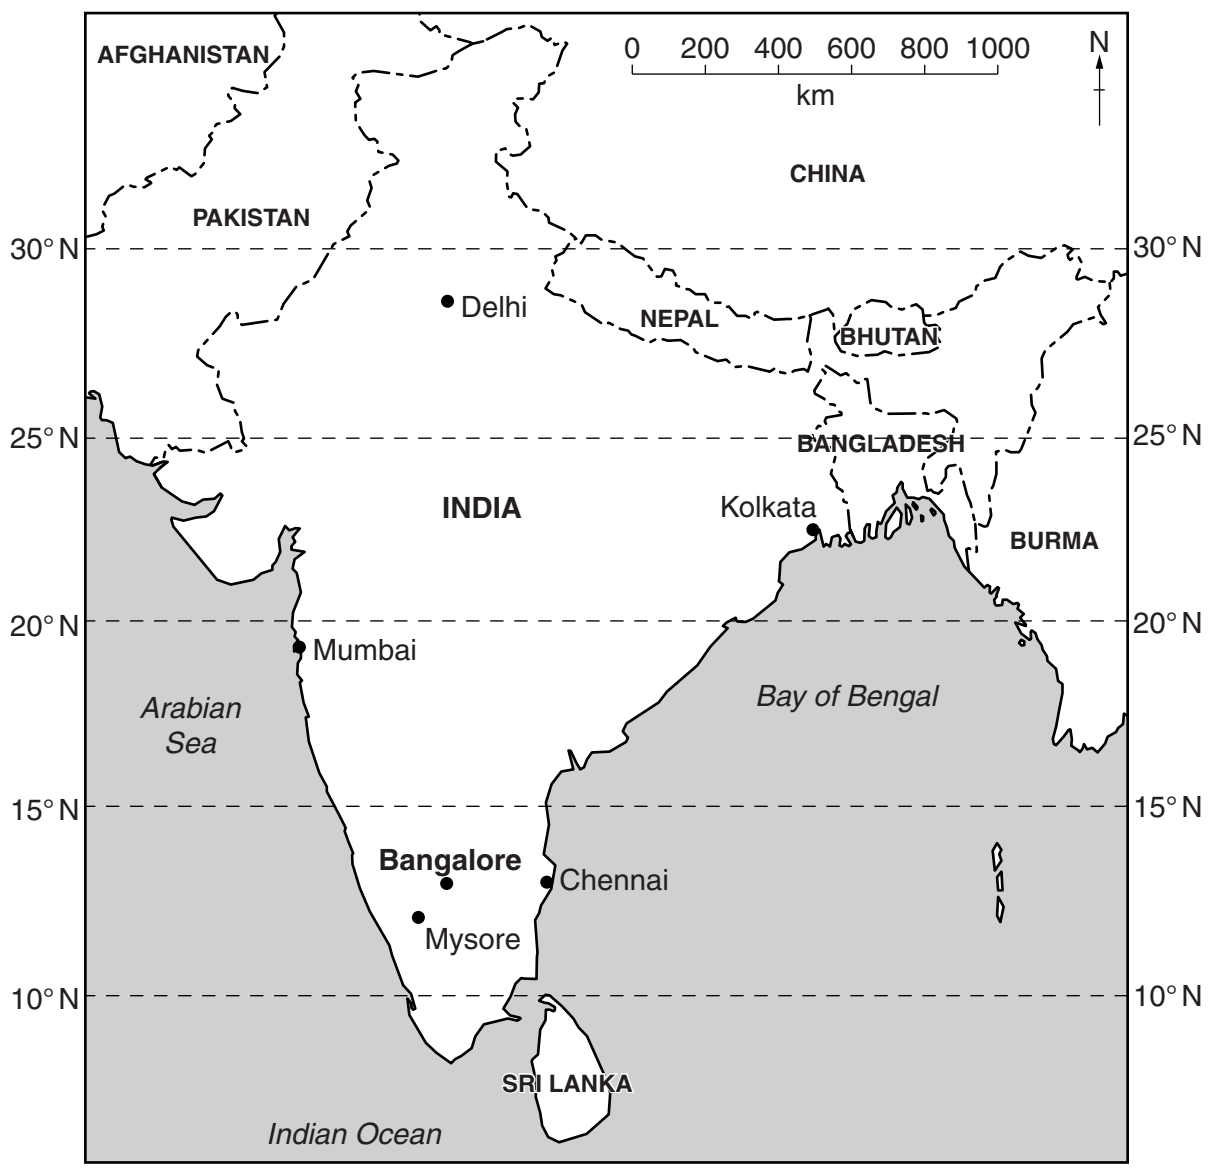 AFGHANISTAN
0 200 400 600 800 1000
km
N
CHINA
PAKISTAN
30° N
30° N
Delhi
NEPAL
BHUTAN
25° N
25° N
BANGLADESH
INDIA
Kolkata
BURMA
20° N
20° N
Mumbai
Arabian
Sea
Bay of Bengal
15° N
15° N
Bangalore
Chennai
Mysore
10° N
10° N
SRI LANKA
Indian Ocean